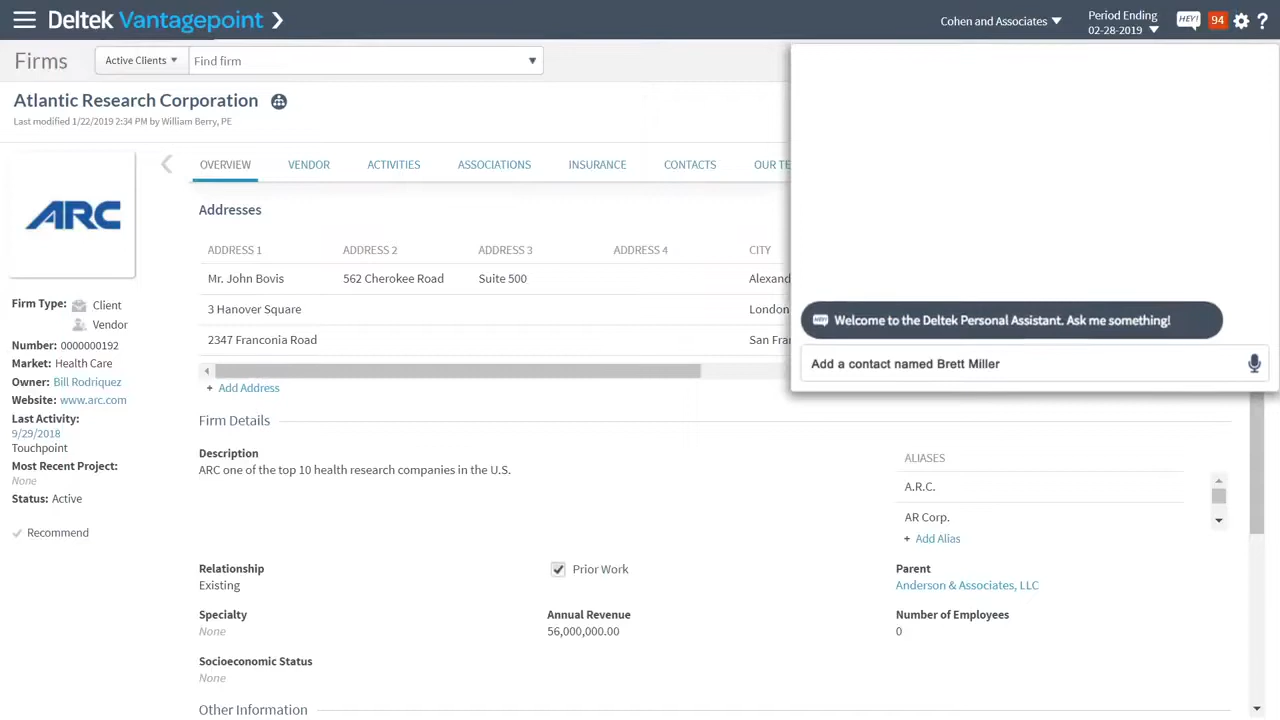 Deltek Vantagepoint
Cohen and Associates
Period Ending
02-28-2019
HEY!
94
?
Firms
Active Clients
Find firm
Atlantic Research Corporation
Last modified 1/22/2019 2:34 PM by William Berry, PE
ARC
OVERVIEW VENDOR ACTIVITIES ASSOCIATIONS INSURANCE CONTACTS OUR TE
Addresses
ADDRESS 1 ADDRESS 2 ADDRESS 3 ADDRESS 4 CITY
Mr. John Bovis 562 Cherokee Road Suite 500 Alexand
3 Hanover Square London
2347 Franconia Road San Fran
+ Add Address
HEY! Welcome to the Deltek Personal Assistant. Ask me something!
Add a contact named Brett Miller
Firm Type: Client
Vendor
Number: 0000000192
Market: Health Care
Owner: Bill Rodriquez
Website: www.arc.com
Last Activity:
9/29/2018
Touchpoint
Most Recent Project:
None
Status: Active
Recommend
Firm Details
Description
ARC one of the top 10 health research companies in the U.S.
ALIASES
A.R.C.
AR Corp.
+ Add Alias
Relationship
Existing
Prior Work
Parent
Anderson & Associates, LLC
Specialty
None
Annual Revenue
56,000,000.00
Number of Employees
0
Socioeconomic Status
None
Other Information